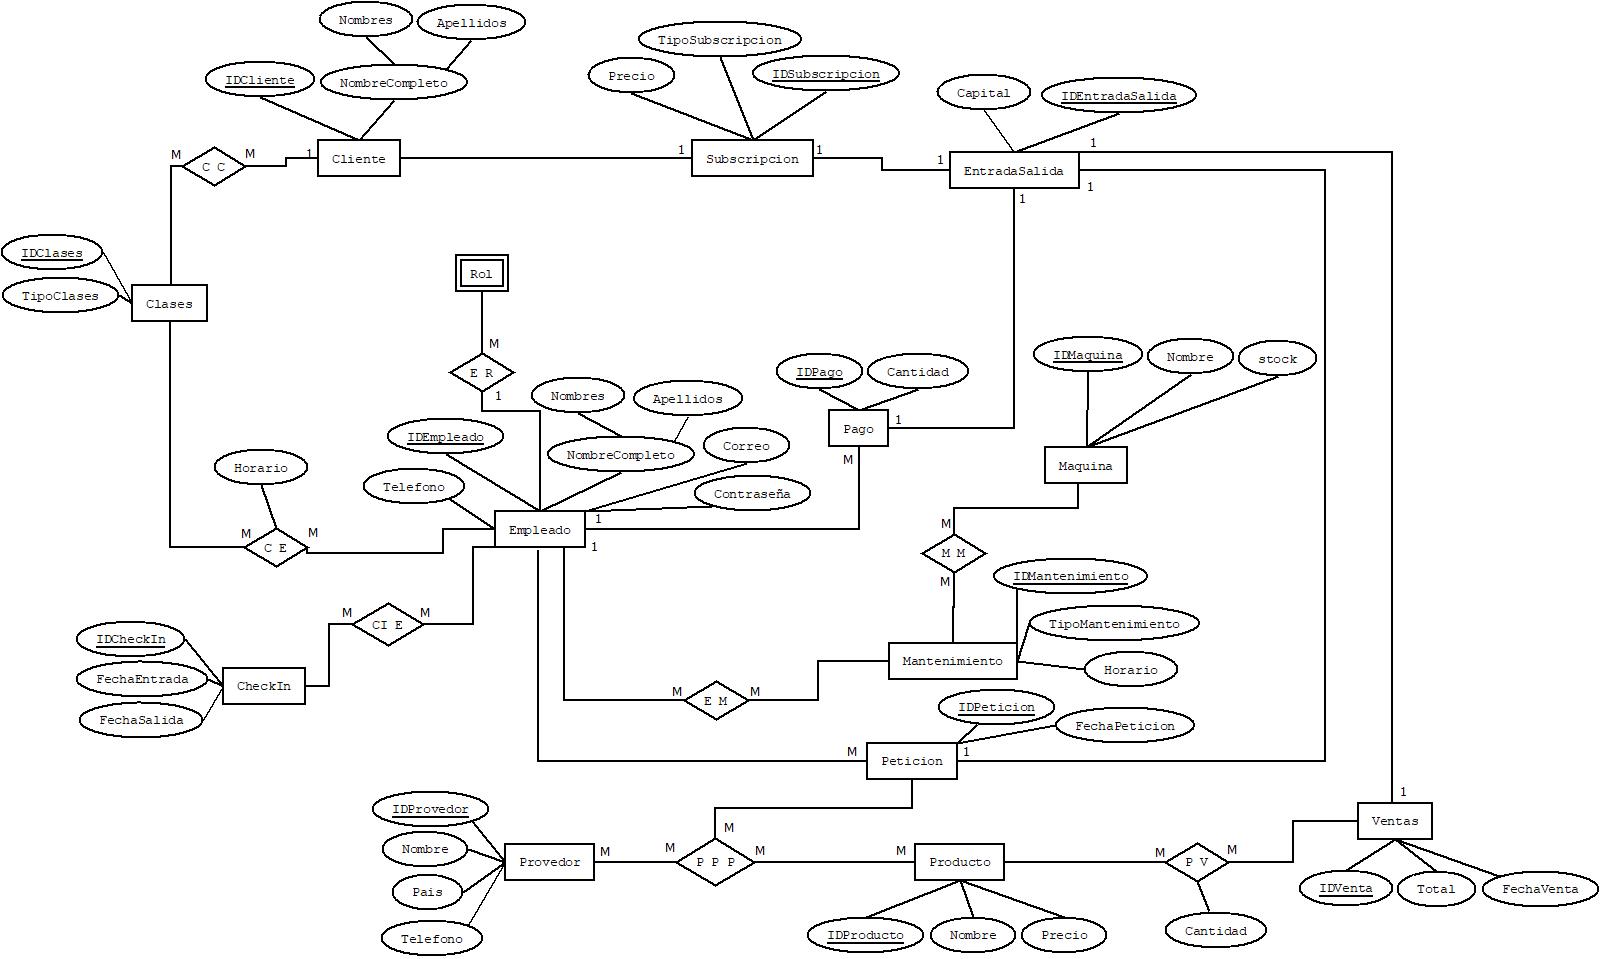 Nombres
Apellidos
IDCliente
NombreCompleto
Cliente
1
M
C C
M
TipoSubscripcion
Precio
IDSubscripcion
1
Subscripcion
1
Capital
IDEntradaSalida
1
EntradaSalida
1
1
1
IDClases
TipoClases
Clases
Rol
M
E R
1
Nombres
Apellidos
IDEmpleado
NombreCompleto
Correo
Telefono
Contraseña
Empleado
1
1
Horario
M
C E
M
IDPago
Cantidad
Pago
1
M
IDMaquina
Nombre
stock
Maquina
M
M M
M
IDMantenimiento
TipoMantenimiento
Horario
Mantenimiento
M
CI E
M
IDCheckIn
FechaEntrada
FechaSalida
CheckIn
M
E M
M
IDPeticion
FechaPeticion
M
Peticion
1
IDProvedor
Nombre
Pais
Telefono
Provedor
M
M
M
P P P
M
M
Producto
IDProducto
Nombre
Precio
M
P V
M
Cantidad
1
Ventas
IDVenta
Total
FechaVenta